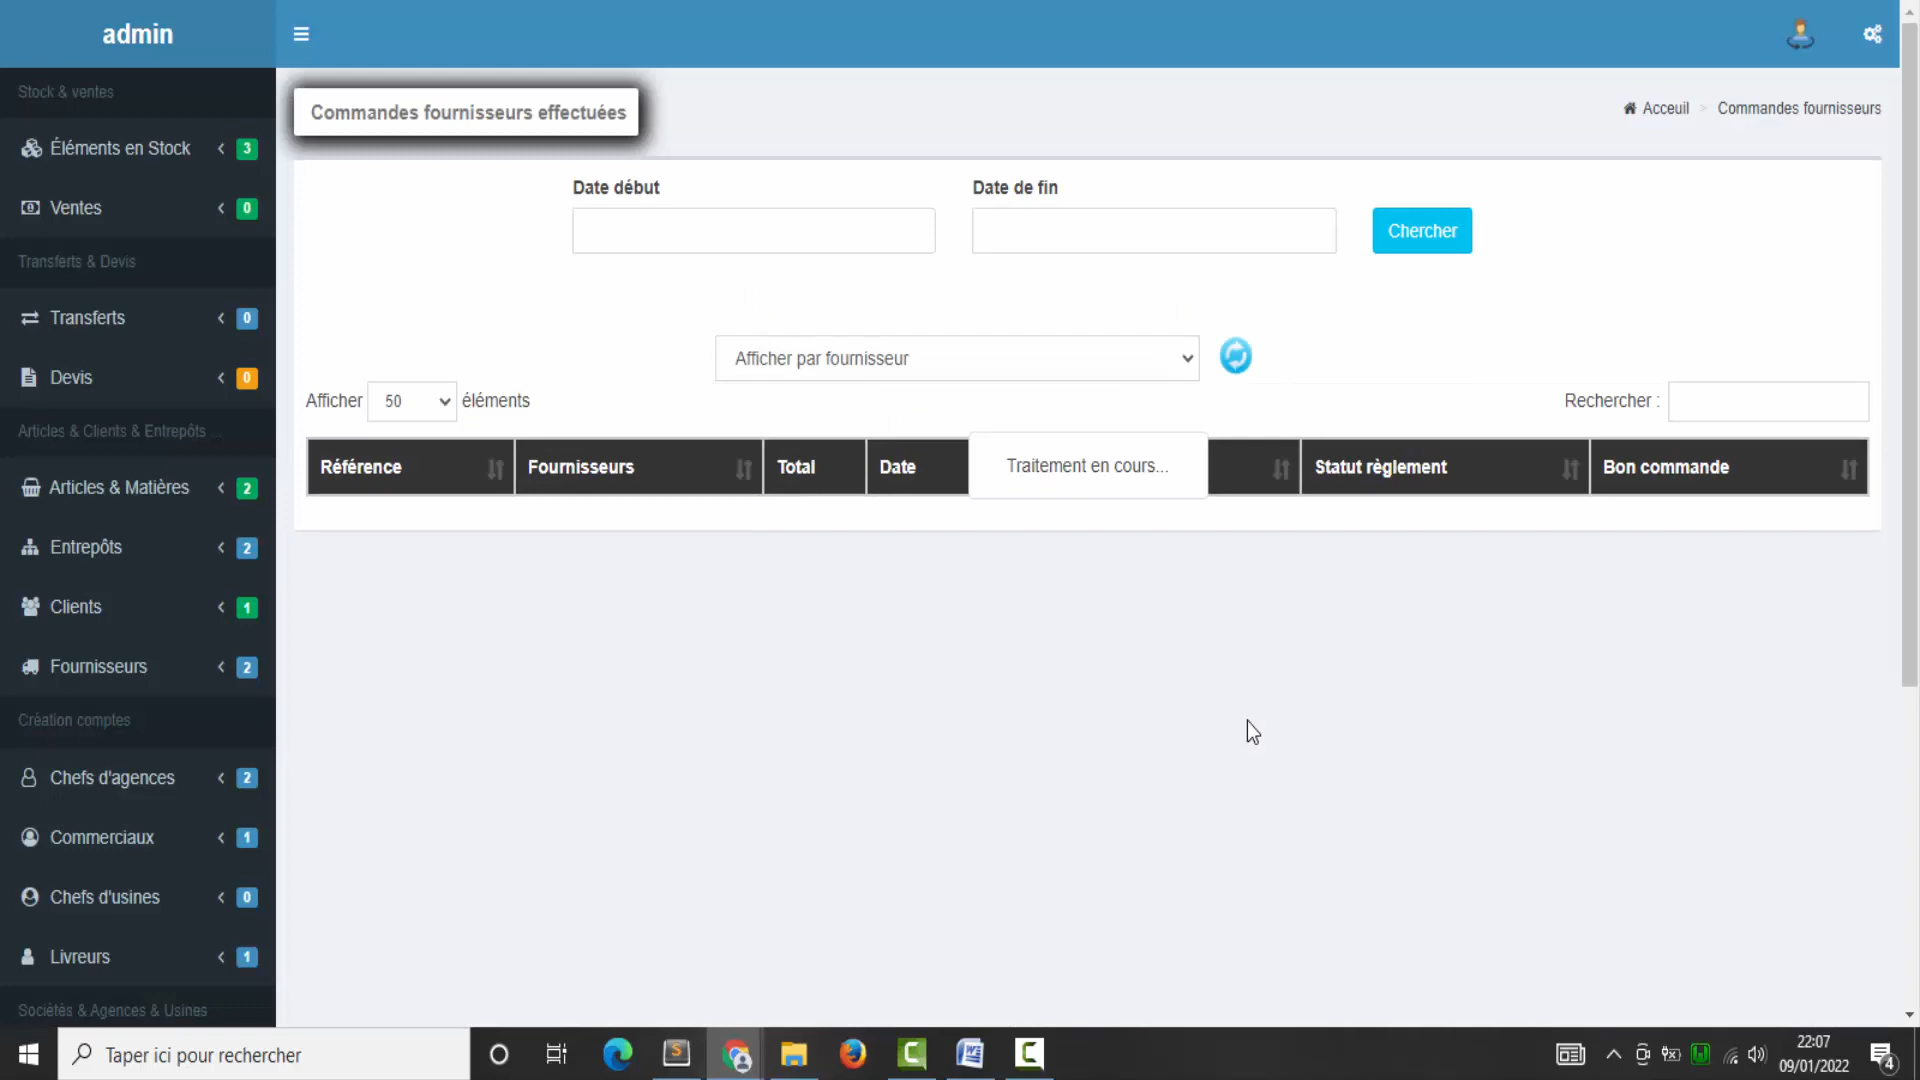 admin
Stock & ventes
Éléments en Stock 3
Ventes 0
Transferts & Devis
Transferts 0
Devis 0
Articles & Clients & Entrepôts ...
Articles & Matières 2
Entrepôts 2
Clients 1
Fournisseurs 2
Création comptes
Chefs d'agences 2
Commerciaux 1
Chefs d'usines 0
Livreurs 1
Sociétés & Agences & Usines
Commandes fournisseurs effectuées
Acceuil > Commandes fournisseurs
Date début
Date de fin
Chercher
Afficher par fournisseur
Afficher 50 éléments
Rechercher :
Référence Fournisseurs Total Date Traitement en cours... Statut règlement Bon commande
Taper ici pour rechercher
22:07
09/01/2022
4